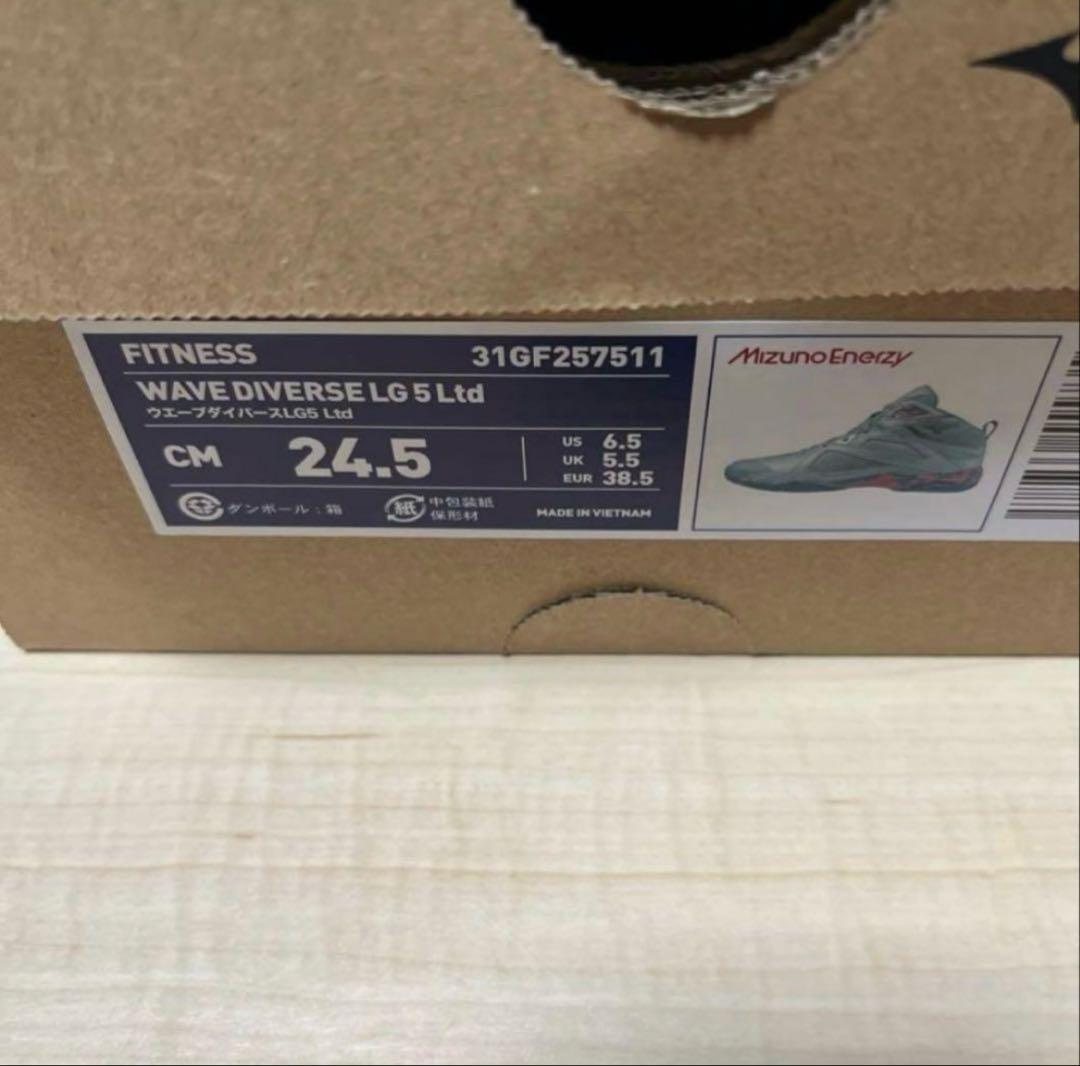 FITNESS 31GF257511
WAVE DIVERSE LG 5 Ltd
ウエーブダイバースLG5 Ltd
CM 24.5
US 6.5
UK 5.5
EUR 38.5
ダンボール：箱
紙 中包装紙
保形材
MADE IN VIETNAM
MIZUNO ENERZY